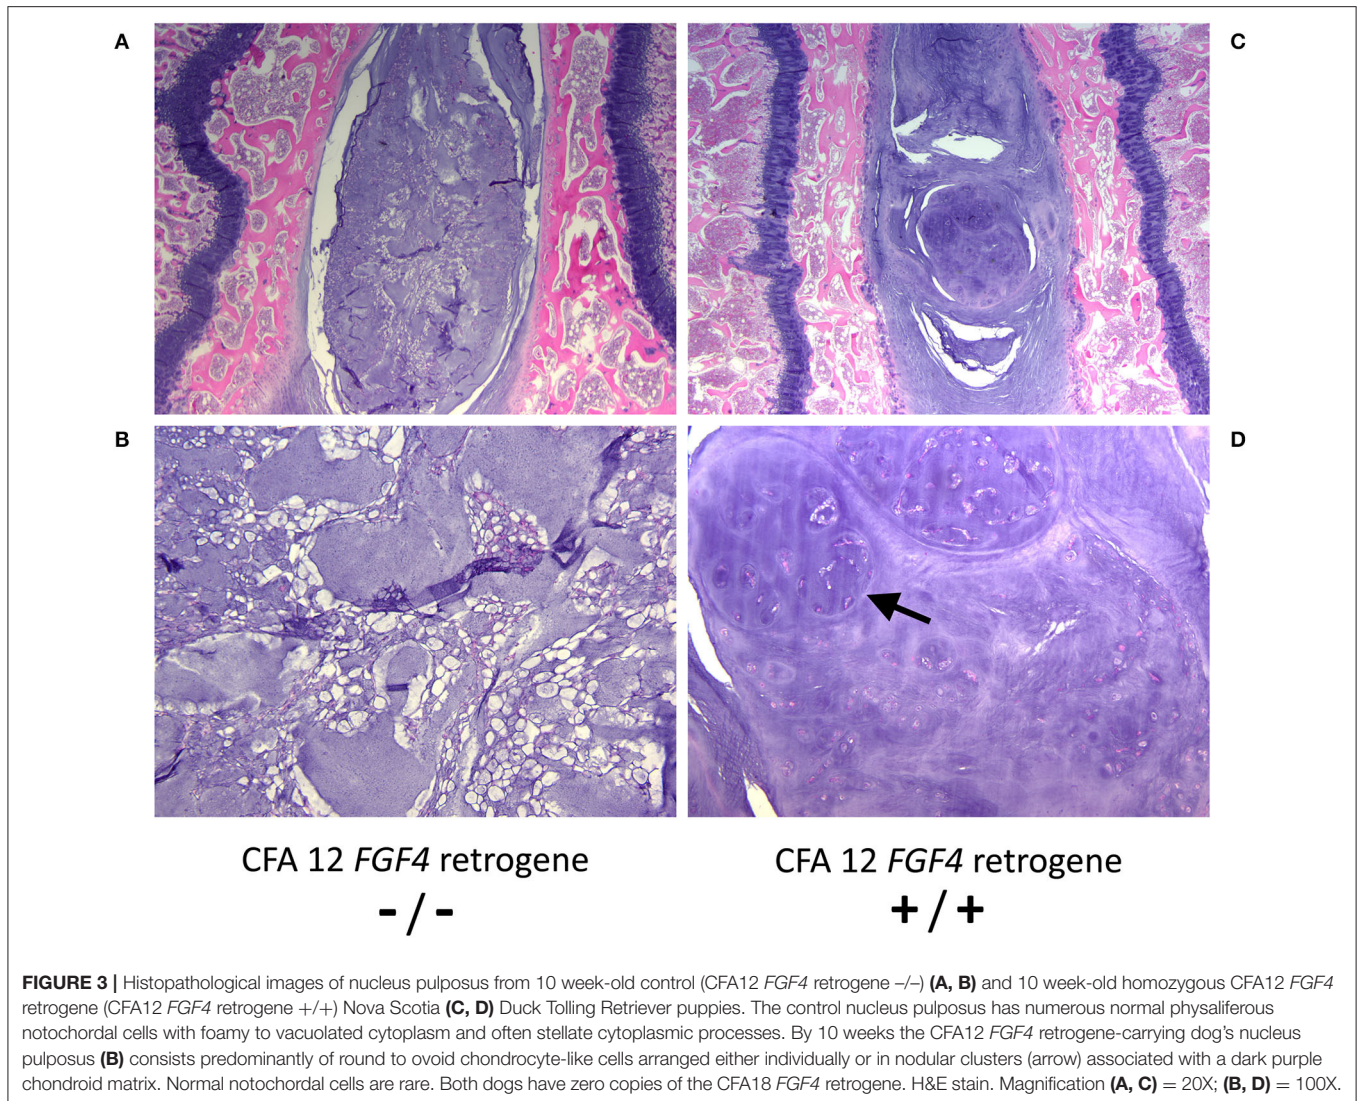 A
C
B
D
CFA 12 FGF4 retrogene
-/-
CFA 12 FGF4 retrogene
+/+
FIGURE 3 | Histopathological images of nucleus pulposus from 10 week-old control (CFA12 FGF4 retrogene –/–) (A, B) and 10 week-old homozygous CFA12 FGF4
retrogene (CFA12 FGF4 retrogene +/+) Nova Scotia (C, D) Duck Tolling Retriever puppies. The control nucleus pulposus has numerous normal physaliferous
notochordal cells with foamy to vacuolated cytoplasm and often stellate cytoplasmic processes. By 10 weeks the CFA12 FGF4 retrogene-carrying dog's nucleus
pulposus (B) consists predominantly of round to ovoid chondrocyte-like cells arranged either individually or in nodular clusters (arrow) associated with a dark purple
chondroid matrix. Normal notochordal cells are rare. Both dogs have zero copies of the CFA18 FGF4 retrogene. H&E stain. Magnification (A, C) = 20X; (B, D) = 100X.